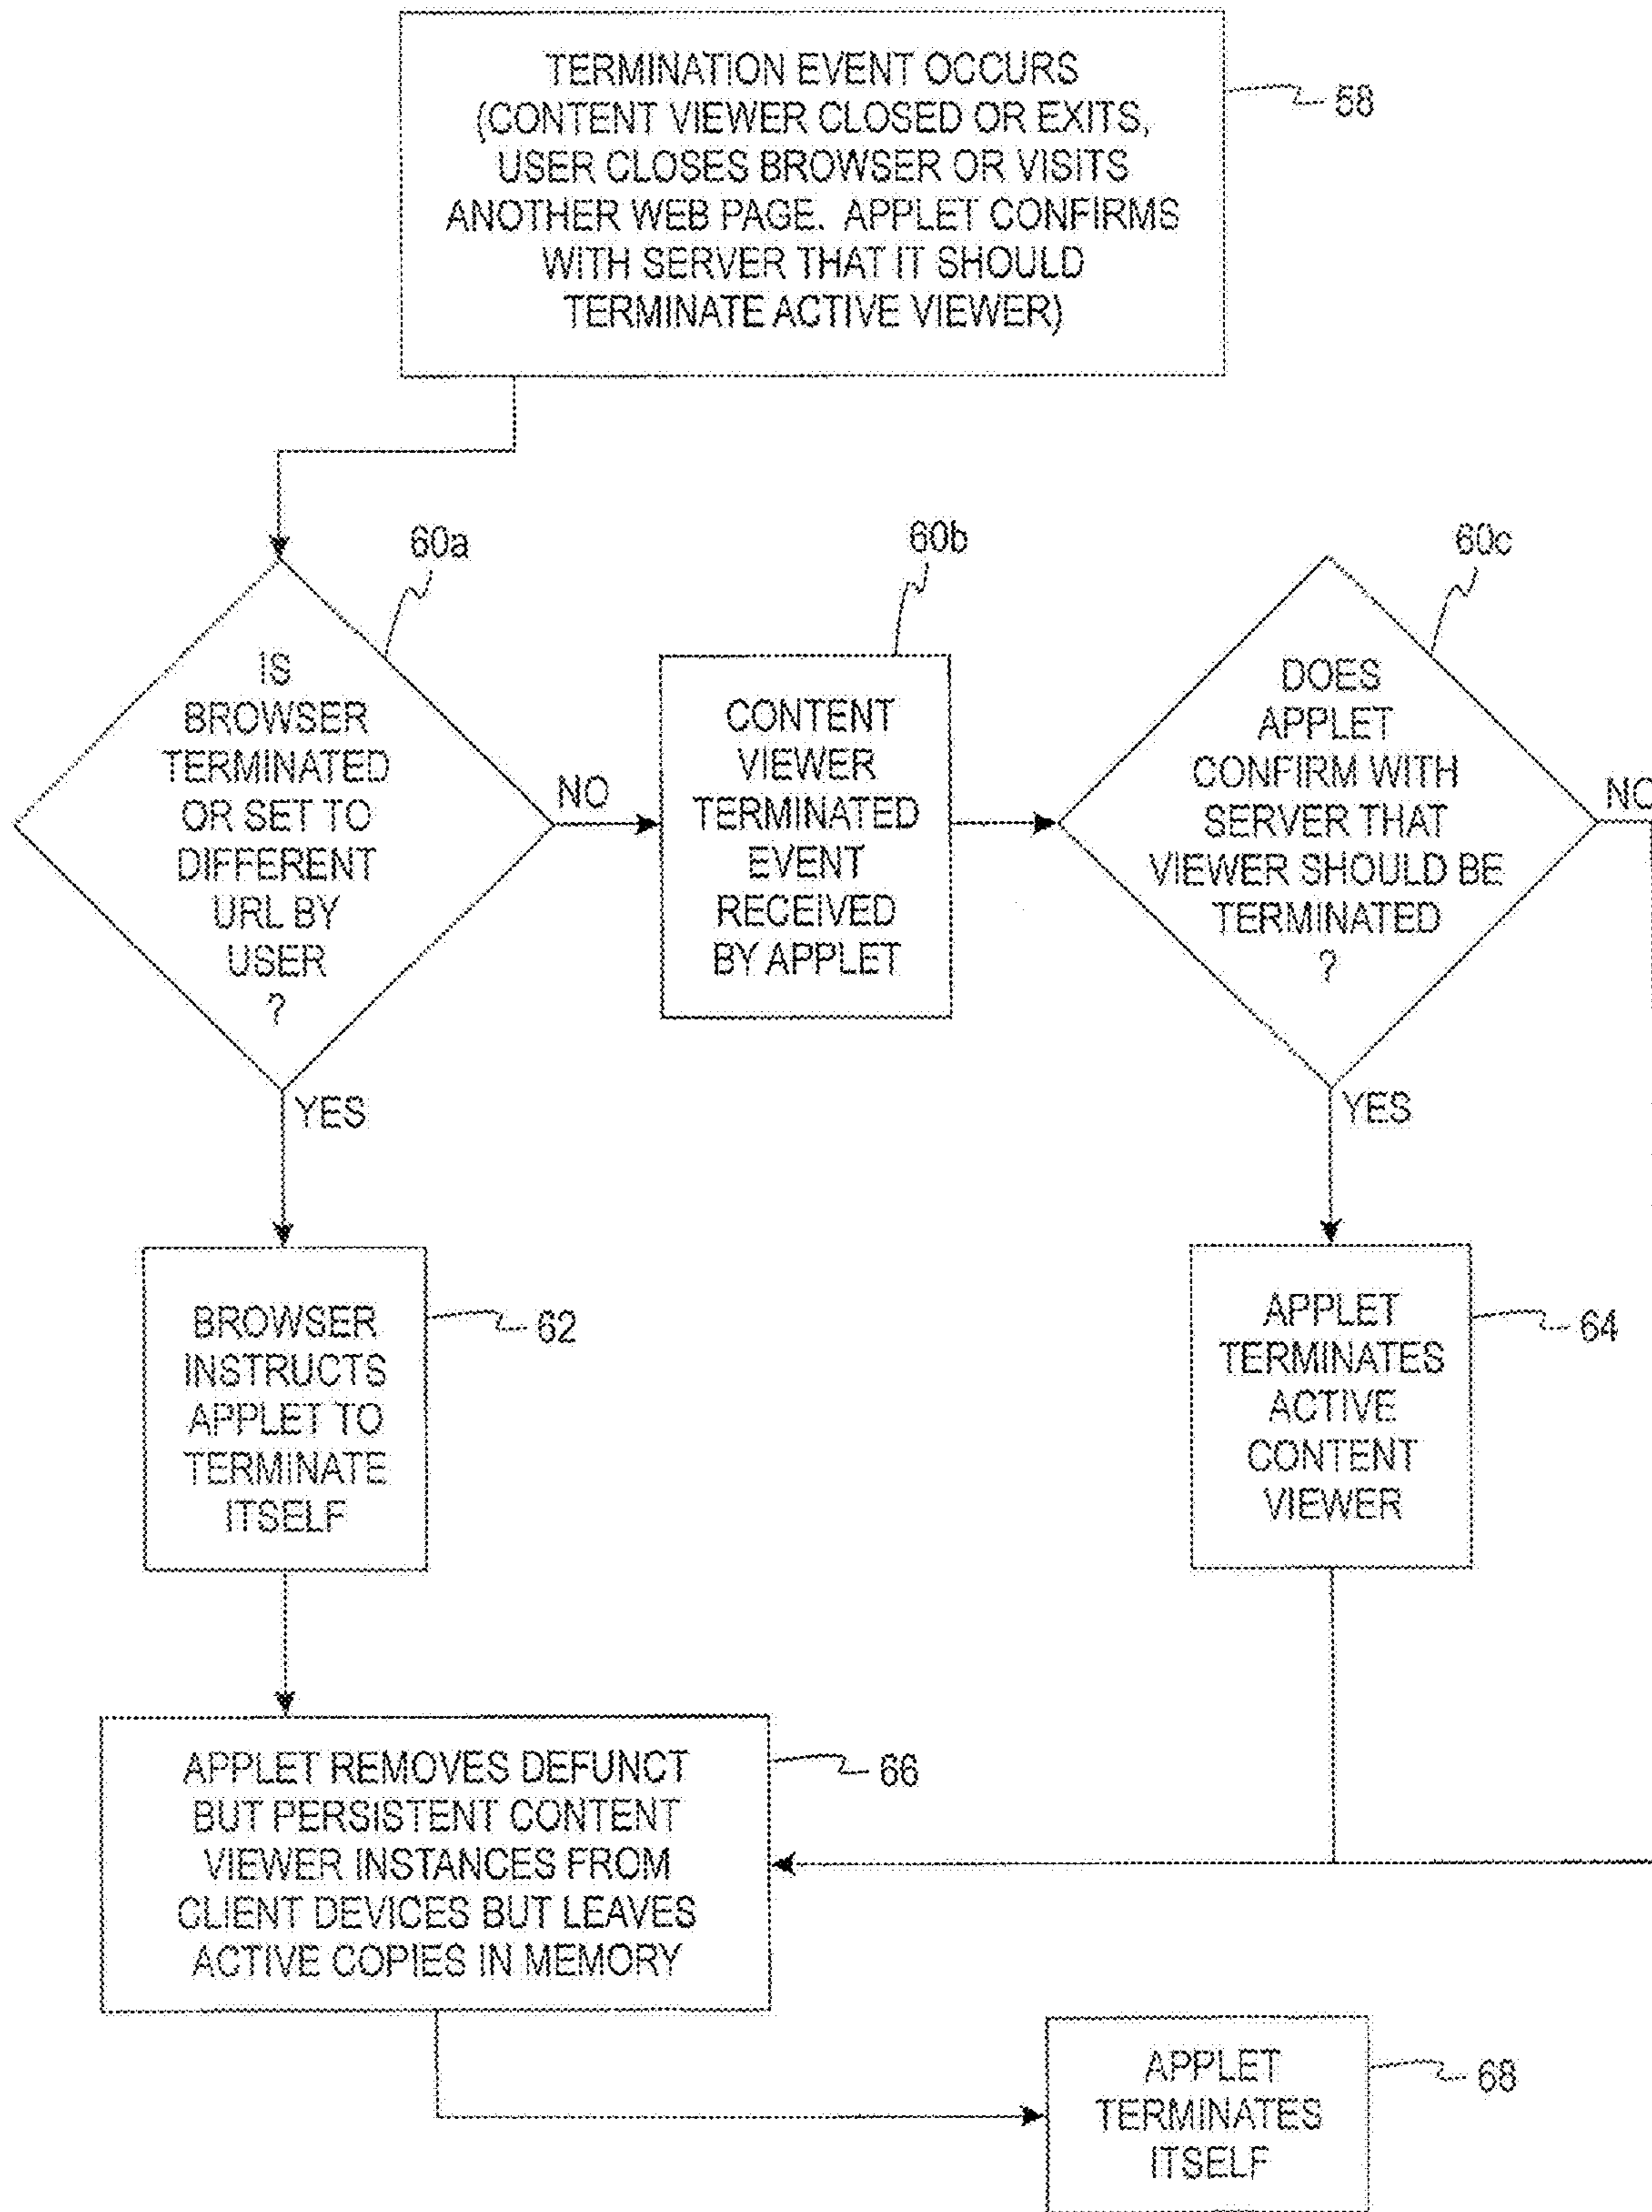 TERMINATION EVENT OCCURS
(CONTENT VIEWER CLOSED OR EXITS,
USER CLOSES BROWSER OR VISITS
ANOTHER WEB PAGE. APPLET CONFIRMS
WITH SERVER THAT IT SHOULD
TERMINATE ACTIVE VIEWER)
58
60a
IS
BROWSER
TERMINATED
OR SET TO
DIFFERENT
URL BY
USER
?
NO
YES
60b
CONTENT
VIEWER
TERMINATED
EVENT
RECEIVED
BY APPLET
60c
DOES
APPLET
CONFIRM WITH
SERVER THAT
VIEWER SHOULD BE
TERMINATED
?
NO
YES
BROWSER
INSTRUCTS
APPLET TO
TERMINATE
ITSELF
62
APPLET
TERMINATES
ACTIVE
CONTENT
VIEWER
64
APPLET REMOVES DEFUNCT
BUT PERSISTENT CONTENT
VIEWER INSTANCES FROM
CLIENT DEVICES BUT LEAVES
ACTIVE COPIES IN MEMORY
66
APPLET
TERMINATES
ITSELF
68